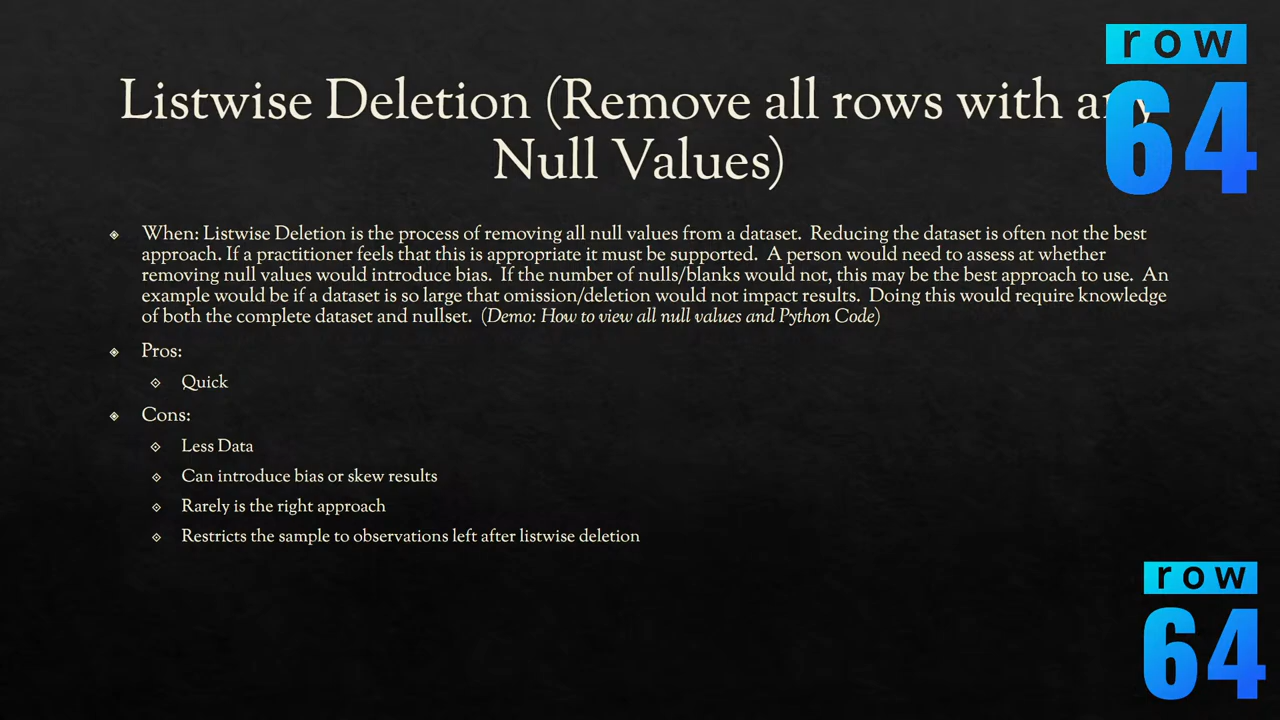 row
64
Listwise Deletion (Remove all rows with any
Null Values)
When: Listwise Deletion is the process of removing all null values from a dataset.  Reducing the dataset is often not the best
approach. If a practitioner feels that this is appropriate it must be supported.  A person would need to assess at whether
removing null values would introduce bias.  If the number of nulls/blanks would not, this may be the best approach to use.  An
example would be if a dataset is so large that omission/deletion would not impact results.  Doing this would require knowledge
of both the complete dataset and nullset.  (Demo: How to view all null values and Python Code)
Pros:
Quick
Cons:
Less Data
Can introduce bias or skew results
Rarely is the right approach
Restricts the sample to observations left after listwise deletion
row
64